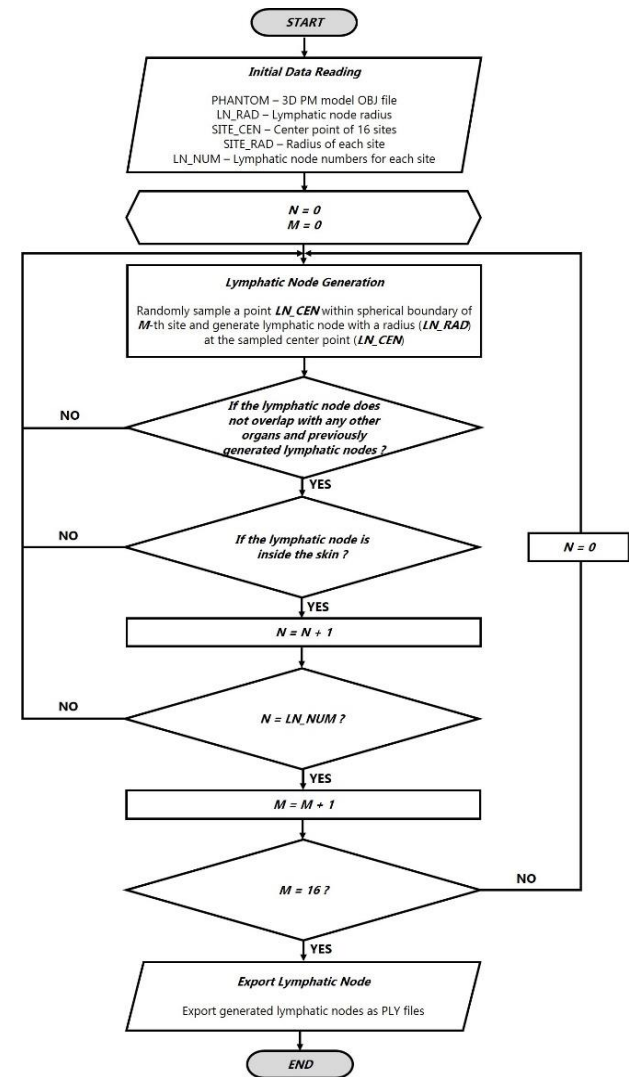 START
Initial Data Reading
PHANTOM – 3D PM model OBJ file
LN_RAD – Lymphatic node radius
SITE_CEN – Center point of 16 sites
SITE_RAD – Radius of each site
LN_NUM – Lymphatic node numbers for each site
N = 0
M = 0
Lymphatic Node Generation
Randomly sample a point LN_CEN within spherical boundary of
M-th site and generate lymphatic node with a radius (LN_RAD)
at the sampled center point (LN_CEN)
NO
If the lymphatic node does
not overlap with any other
organs and previously
generated lymphatic nodes ?
YES
NO
If the lymphatic node is
inside the skin ?
N = 0
YES
N = N + 1
NO
N = LN_NUM ?
YES
M = M + 1
M = 16 ?
NO
YES
Export Lymphatic Node
Export generated lymphatic nodes as PLY files
END